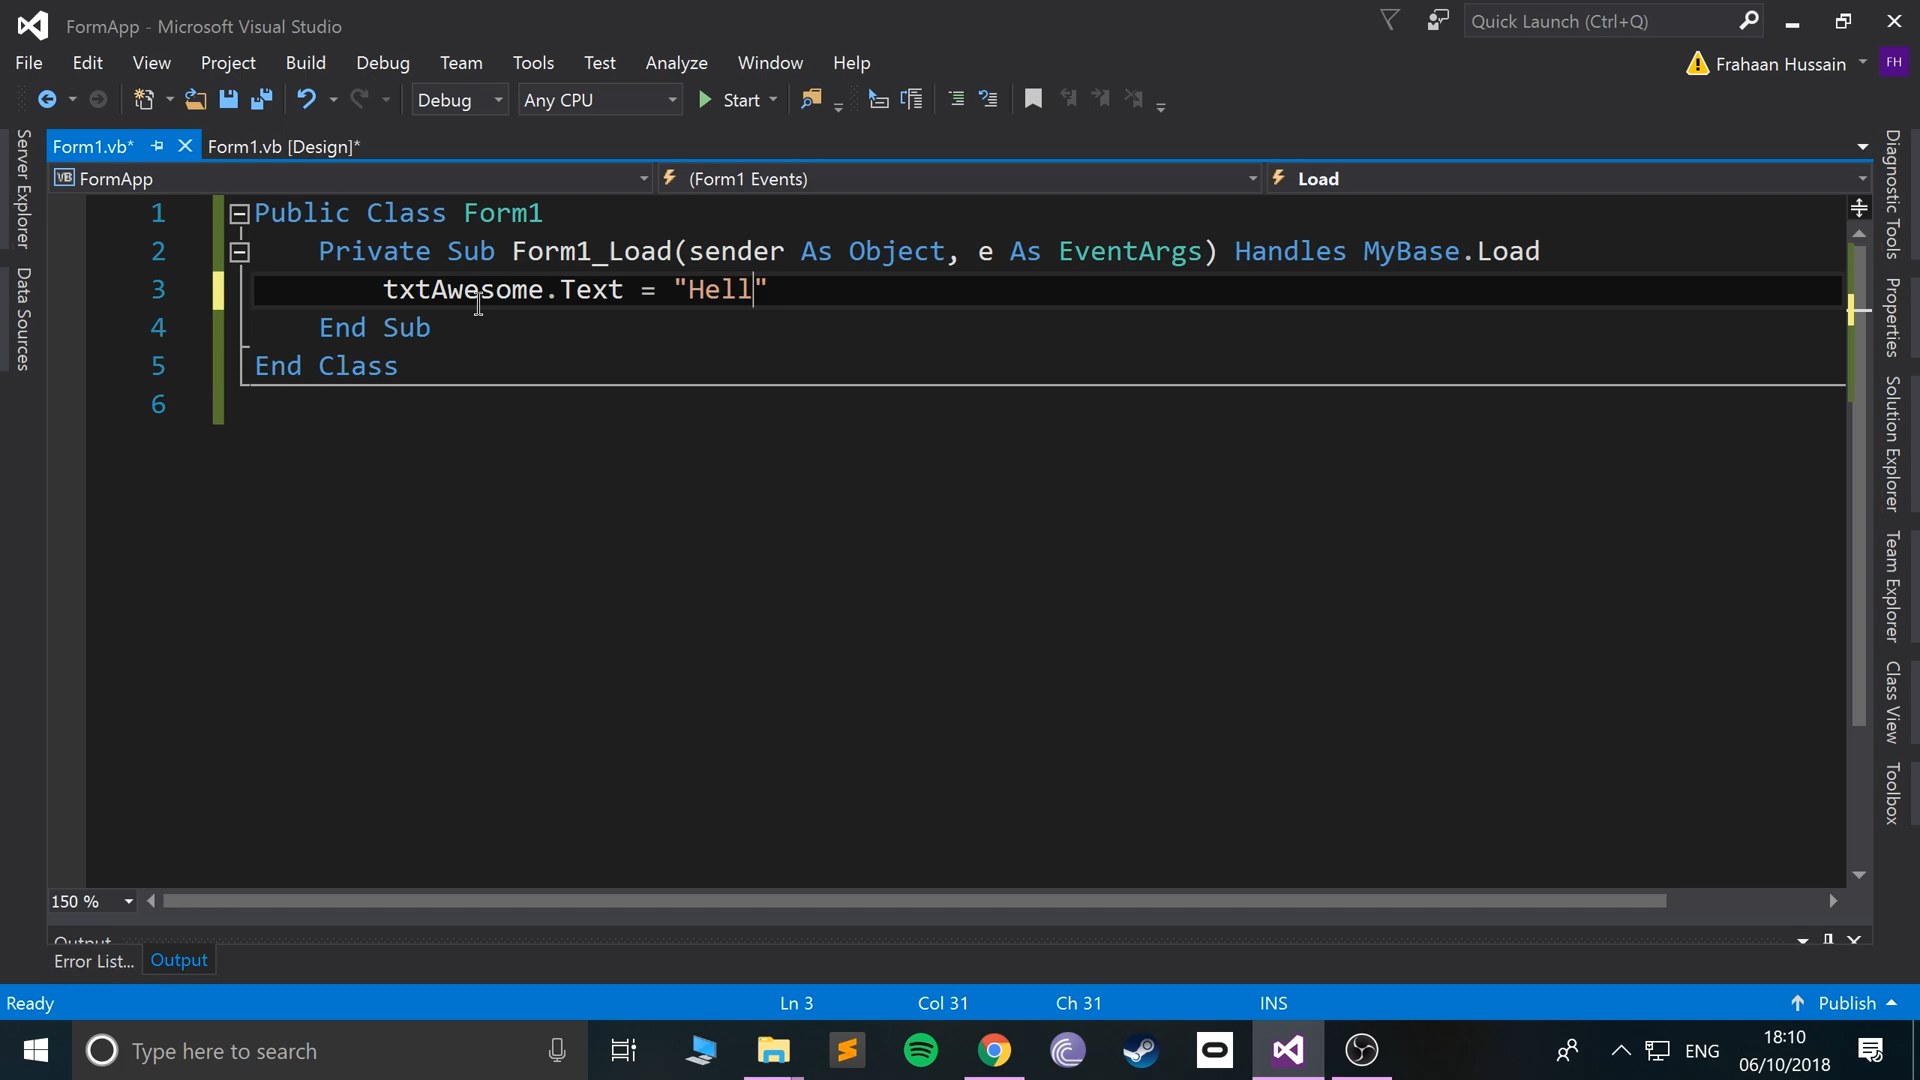 FormApp - Microsoft Visual Studio
Quick Launch (Ctrl+Q)
File Edit View Project Build Debug Team Tools Test Analyze Window Help
Frahaan Hussain FH
Debug Any CPU Start
Form1.vb* Form1.vb [Design]*
VB FormApp (Form1 Events) Load
1 Public Class Form1
2 Private Sub Form1_Load(sender As Object, e As EventArgs) Handles MyBase.Load
3 txtAwesome.Text = "Hell"
4 End Sub
5 End Class
6
Server Explorer
Data Sources
Diagnostic Tools
Properties
Solution Explorer
Team Explorer
Class View
Toolbox
150 %
Output
Error List... Output
Ready Ln 3 Col 31 Ch 31 INS Publish
Type here to search
ENG
18:10
06/10/2018